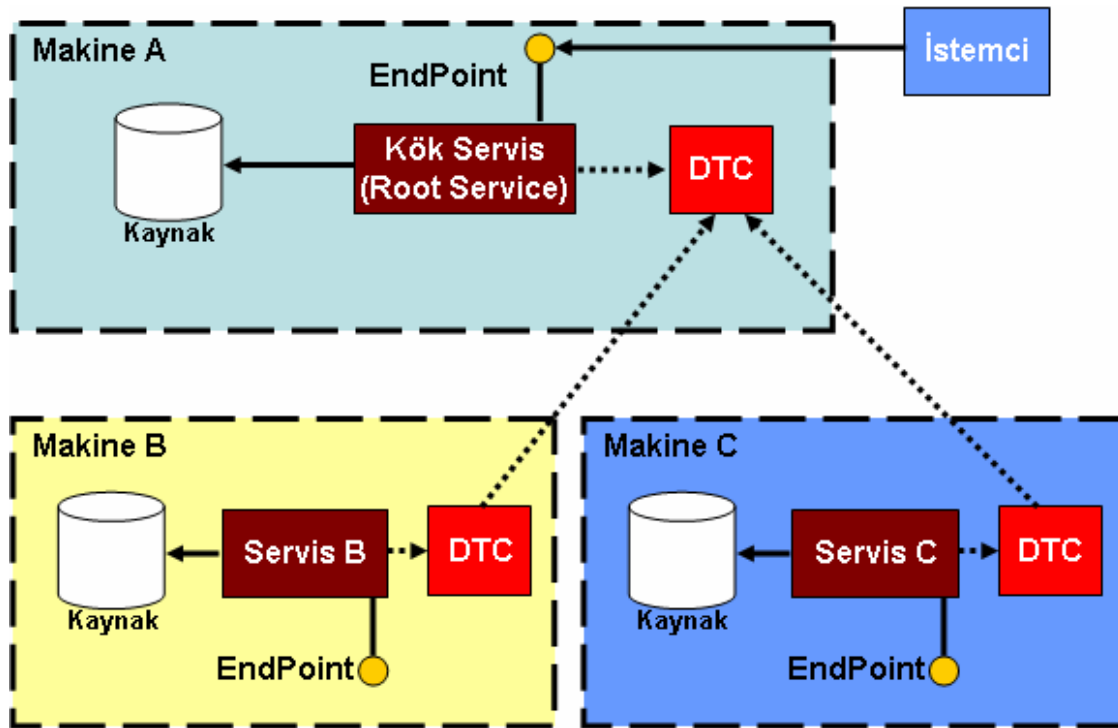 Makine A
İstemci
EndPoint
Kök Servis
(Root Service)
DTC
Kaynak
Makine B
Servis B
DTC
Kaynak
EndPoint
Makine C
Servis C
DTC
Kaynak
EndPoint